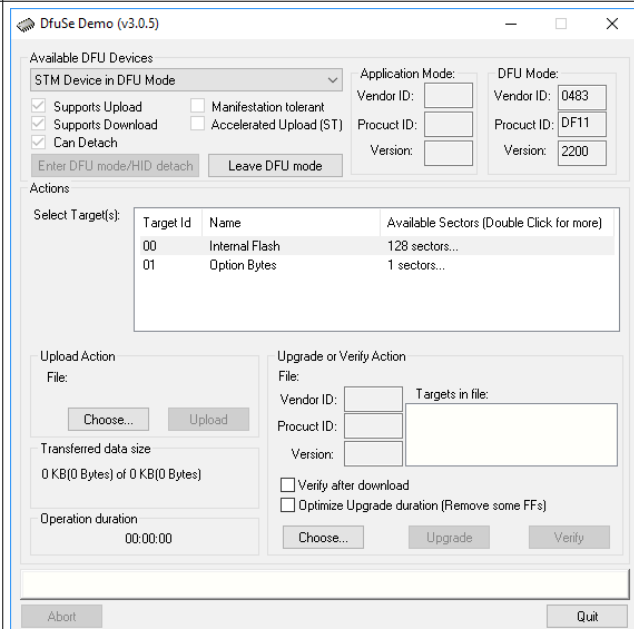 DfuSe Demo (v3.0.5)
Available DFU Devices
STM Device in DFU Mode
Supports Upload
Manifestation tolerant
Supports Download
Accelerated Upload (ST)
Can Detach
Enter DFU mode/HID detach
Leave DFU mode
Application Mode:
Vendor ID:
Procuct ID:
Version:
DFU Mode:
Vendor ID: 0483
Procuct ID: DF11
Version: 2200
Actions
Select Target(s):
Target Id Name Available Sectors (Double Click for more)
00 Internal Flash 128 sectors...
01 Option Bytes 1 sectors...
Upload Action
File:
Choose... Upload
Transferred data size
0 KB(0 Bytes) of 0 KB(0 Bytes)
Operation duration
00:00:00
Upgrade or Verify Action
File:
Vendor ID:
Procuct ID:
Version:
Targets in file:
Verify after download
Optimize Upgrade duration (Remove some FFs)
Choose... Upgrade Verify
Abort Quit